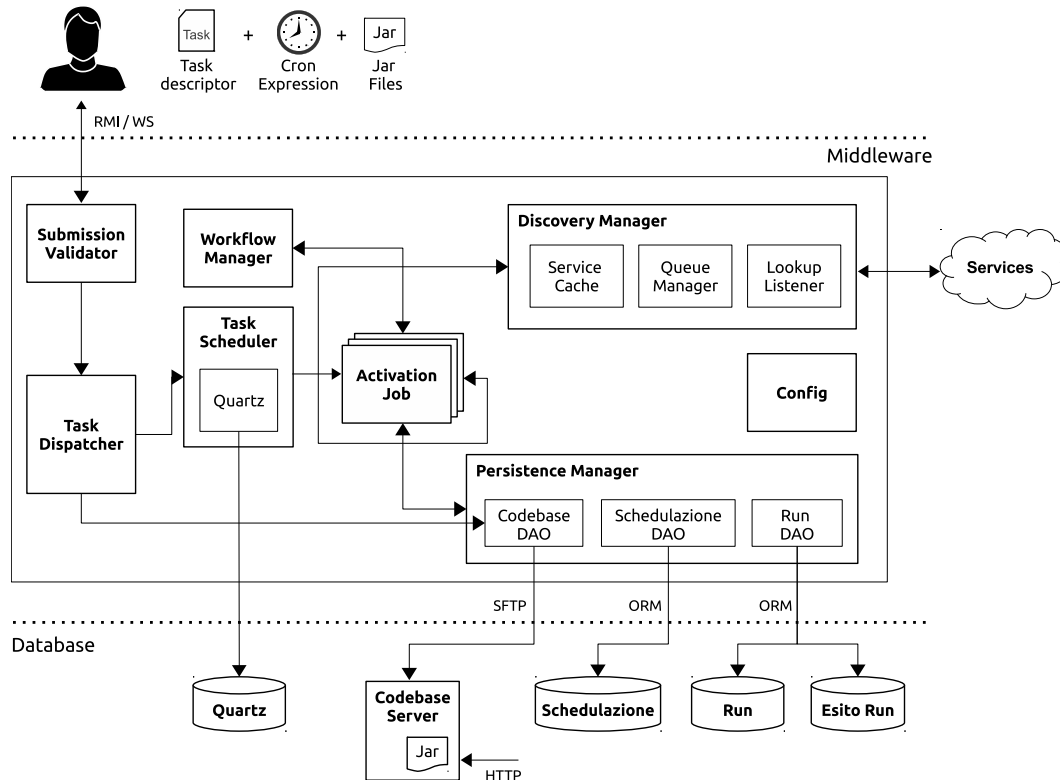 Task
+
+
Jar
Task
descriptor
Cron
Expression
Jar
Files
RMI / WS
Middleware
Submission
Validator
Workflow
Manager
Discovery Manager
Service
Cache
Queue
Manager
Lookup
Listener
Services
Task
Scheduler
Quartz
Activation
Job
Config
Task
Dispatcher
Persistence Manager
Codebase
DAO
Schedulazione
DAO
Run
DAO
SFTP
ORM
ORM
Database
Quartz
Codebase
Server
Jar
HTTP
Schedulazione
Run
Esito Run